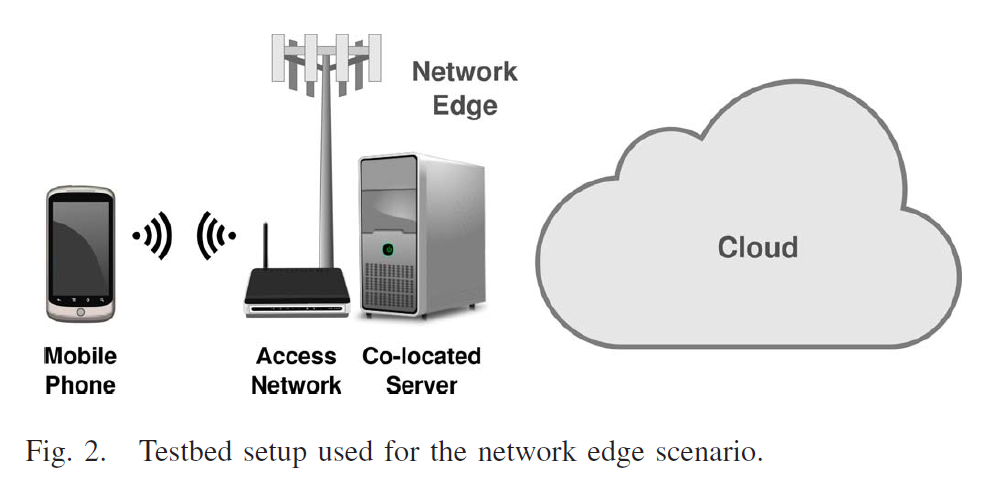 Network
Edge
Cloud
Mobile
Phone
Access
Network
Co-located
Server
Fig. 2. Testbed setup used for the network edge scenario.